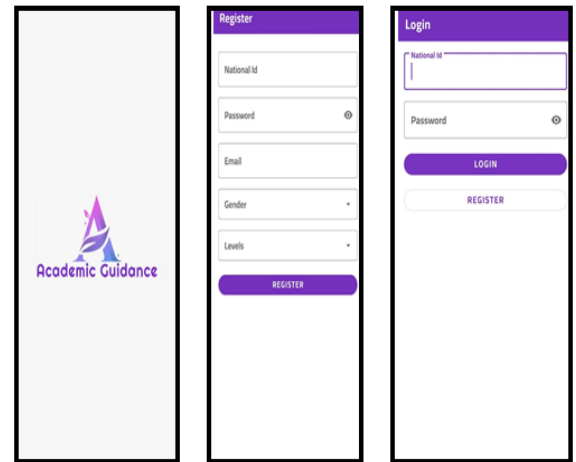 Academic Guidance
Register
National Id
Password
Email
Gender
Levels
REGISTER
Login
National Id
Password
LOGIN
REGISTER